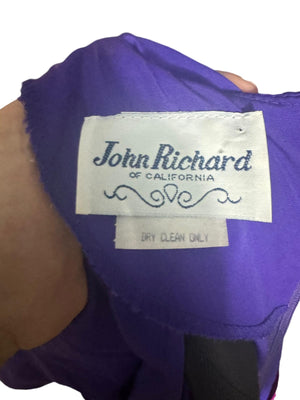 John Richard
OF CALIFORNIA
DRY CLEAN ONLY